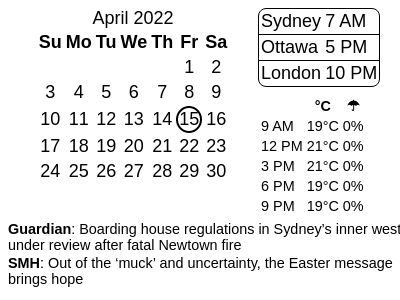 April 2022
Su Mo Tu We Th Fr Sa
1 2
3 4 5 6 7 8 9
10 11 12 13 14 15 16
17 18 19 20 21 22 23
24 25 26 27 28 29 30
Sydney 7 AM
Ottawa 5 PM
London 10 PM
°C ☂
9 AM 19°C 0%
12 PM 21°C 0%
3 PM 21°C 0%
6 PM 19°C 0%
9 PM 19°C 0%
Guardian: Boarding house regulations in Sydney’s inner west
under review after fatal Newtown fire
SMH: Out of the ‘muck’ and uncertainty, the Easter message
brings hope